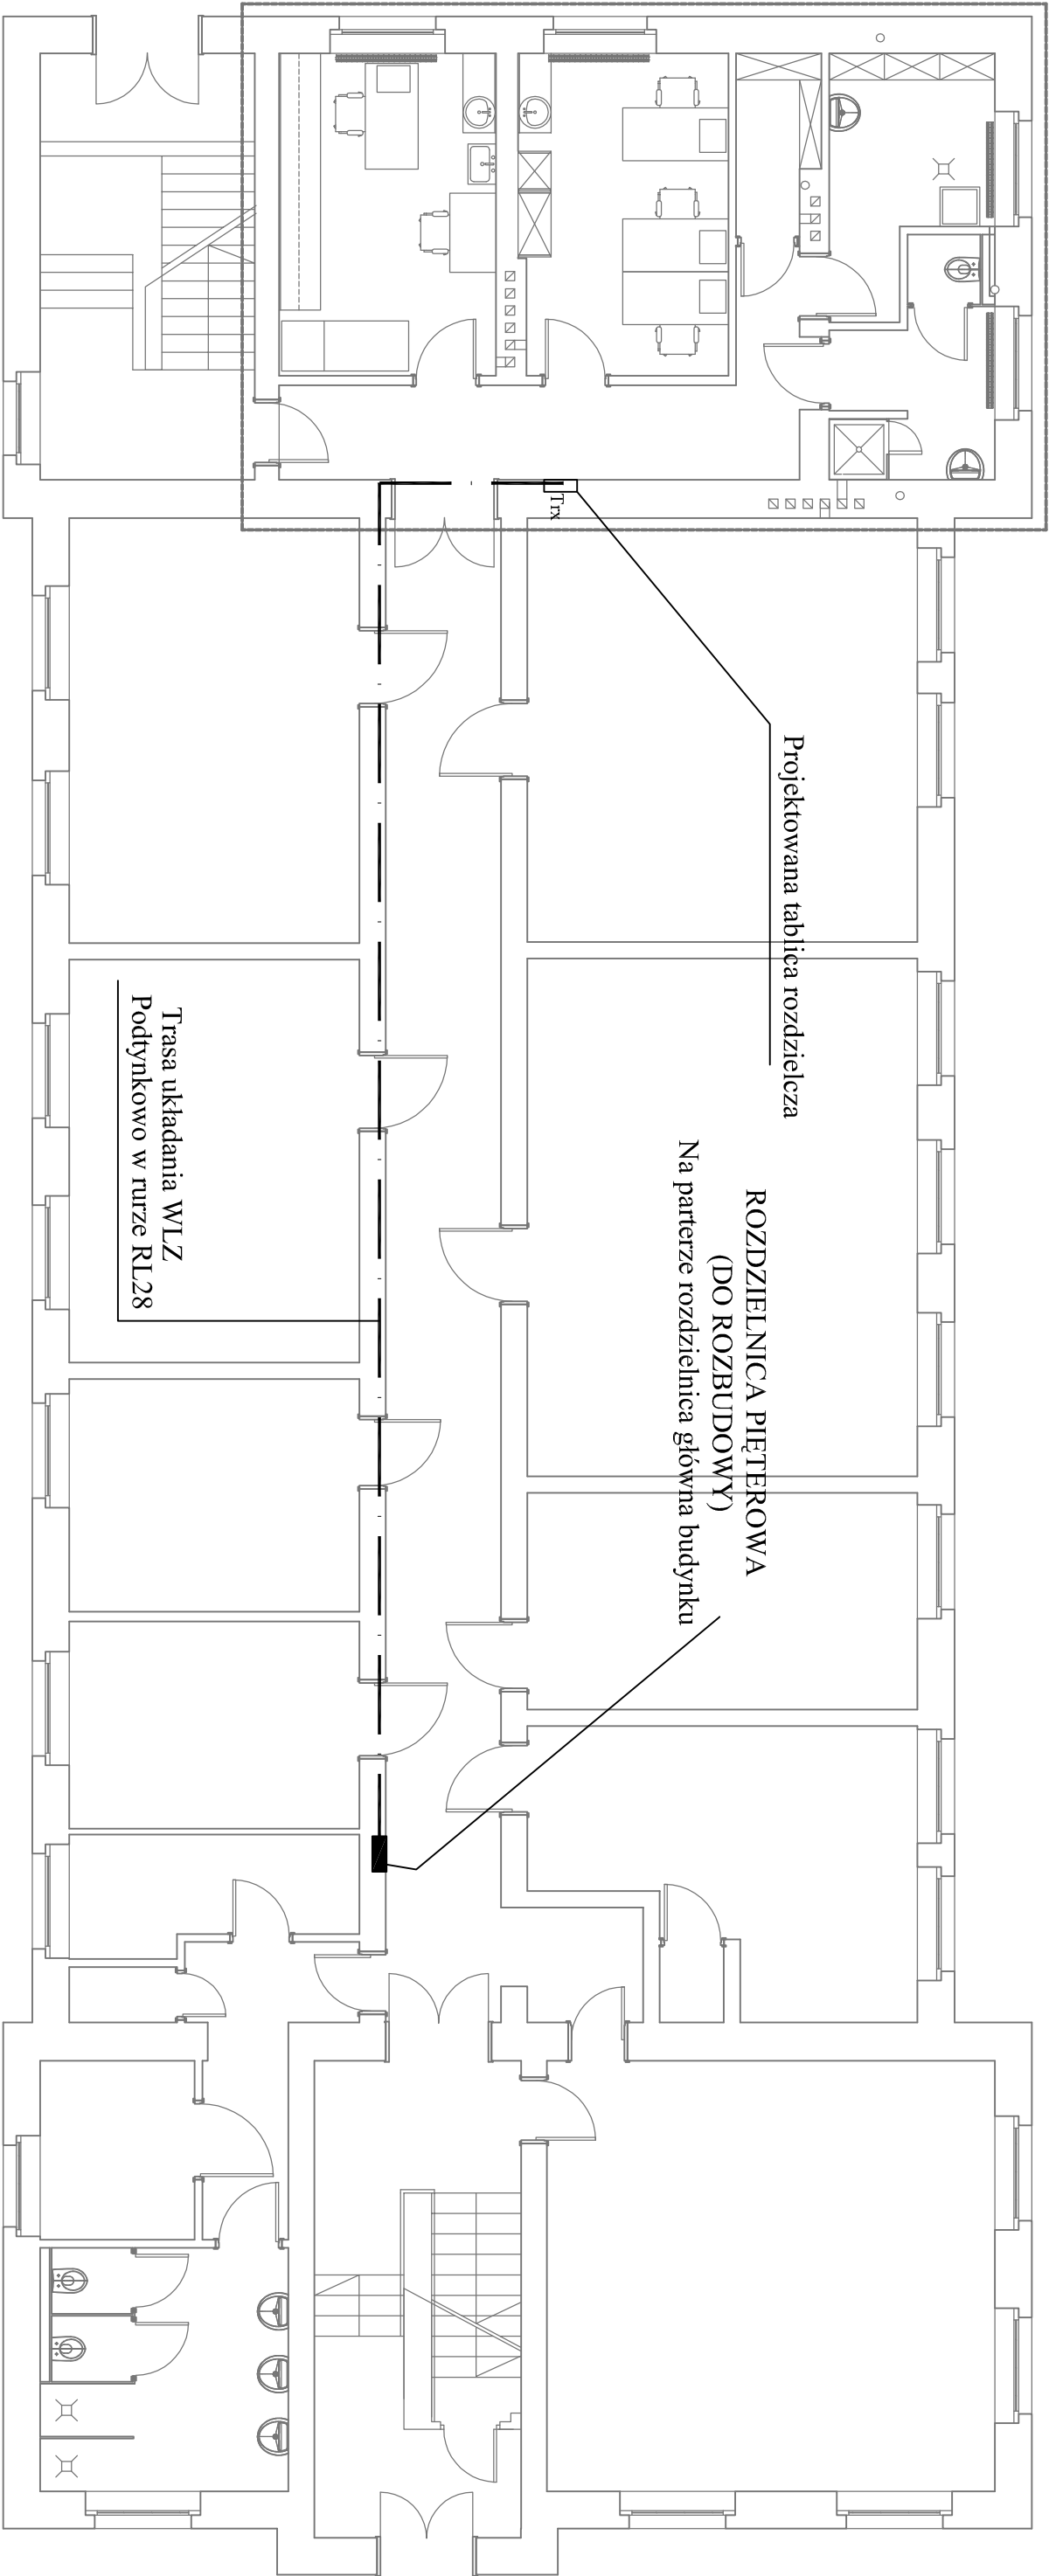 Trx
Projektowana tablica rozdzielcza
ROZDZIELNICA PIĘTEROWA
(DO ROZBUDOWY)
Na parterze rozdzielnica główna budynku
Trasa układania WLZ
Podtynkowo w rurze RL28